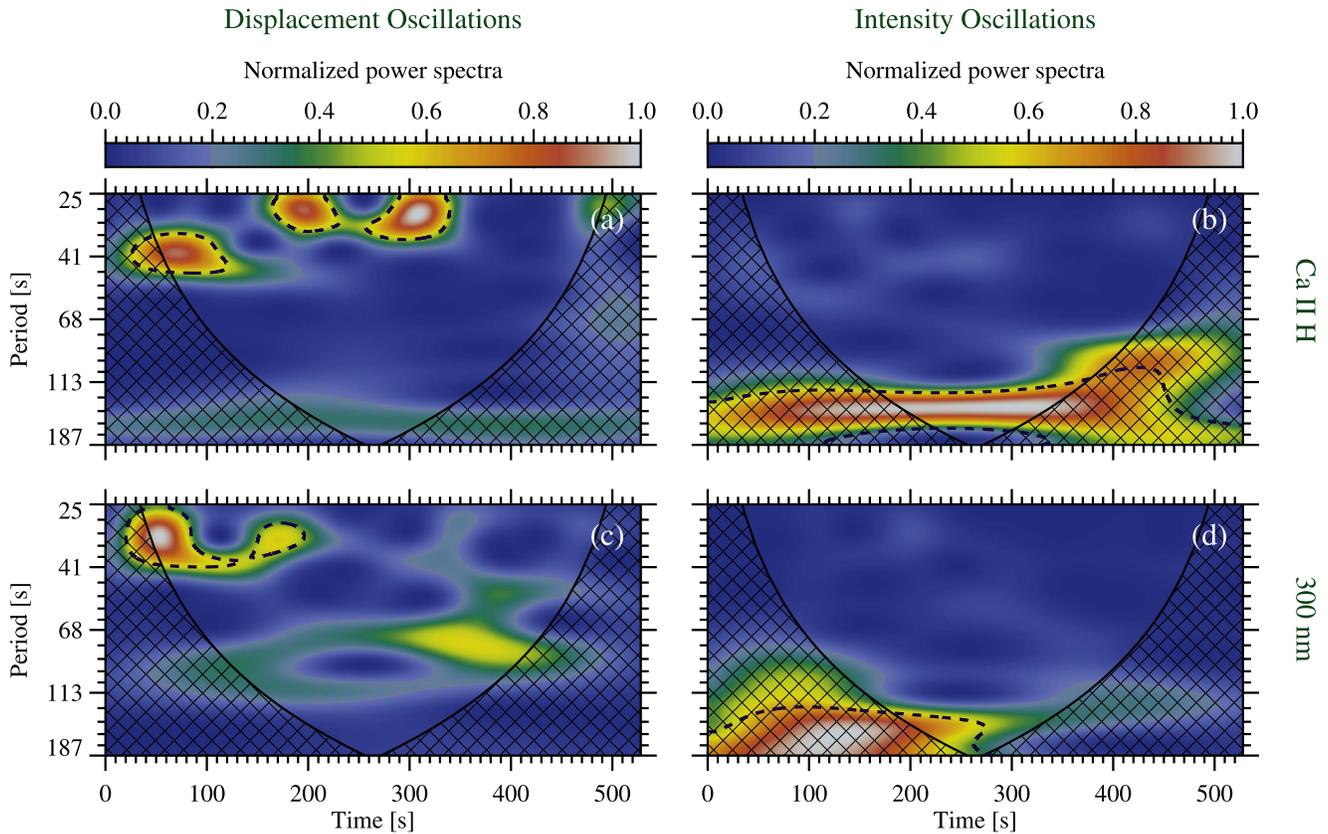 Displacement Oscillations
Intensity Oscillations
Normalized power spectra
Normalized power spectra
0.0 0.2 0.4 0.6 0.8 1.0
0.0 0.2 0.4 0.6 0.8 1.0
Period [s]
25
41
68
113
187
(a)
(b)
Ca II H
Period [s]
25
41
68
113
187
(c)
(d)
300 nm
0 100 200 300 400 500
0 100 200 300 400 500
Time [s]
Time [s]